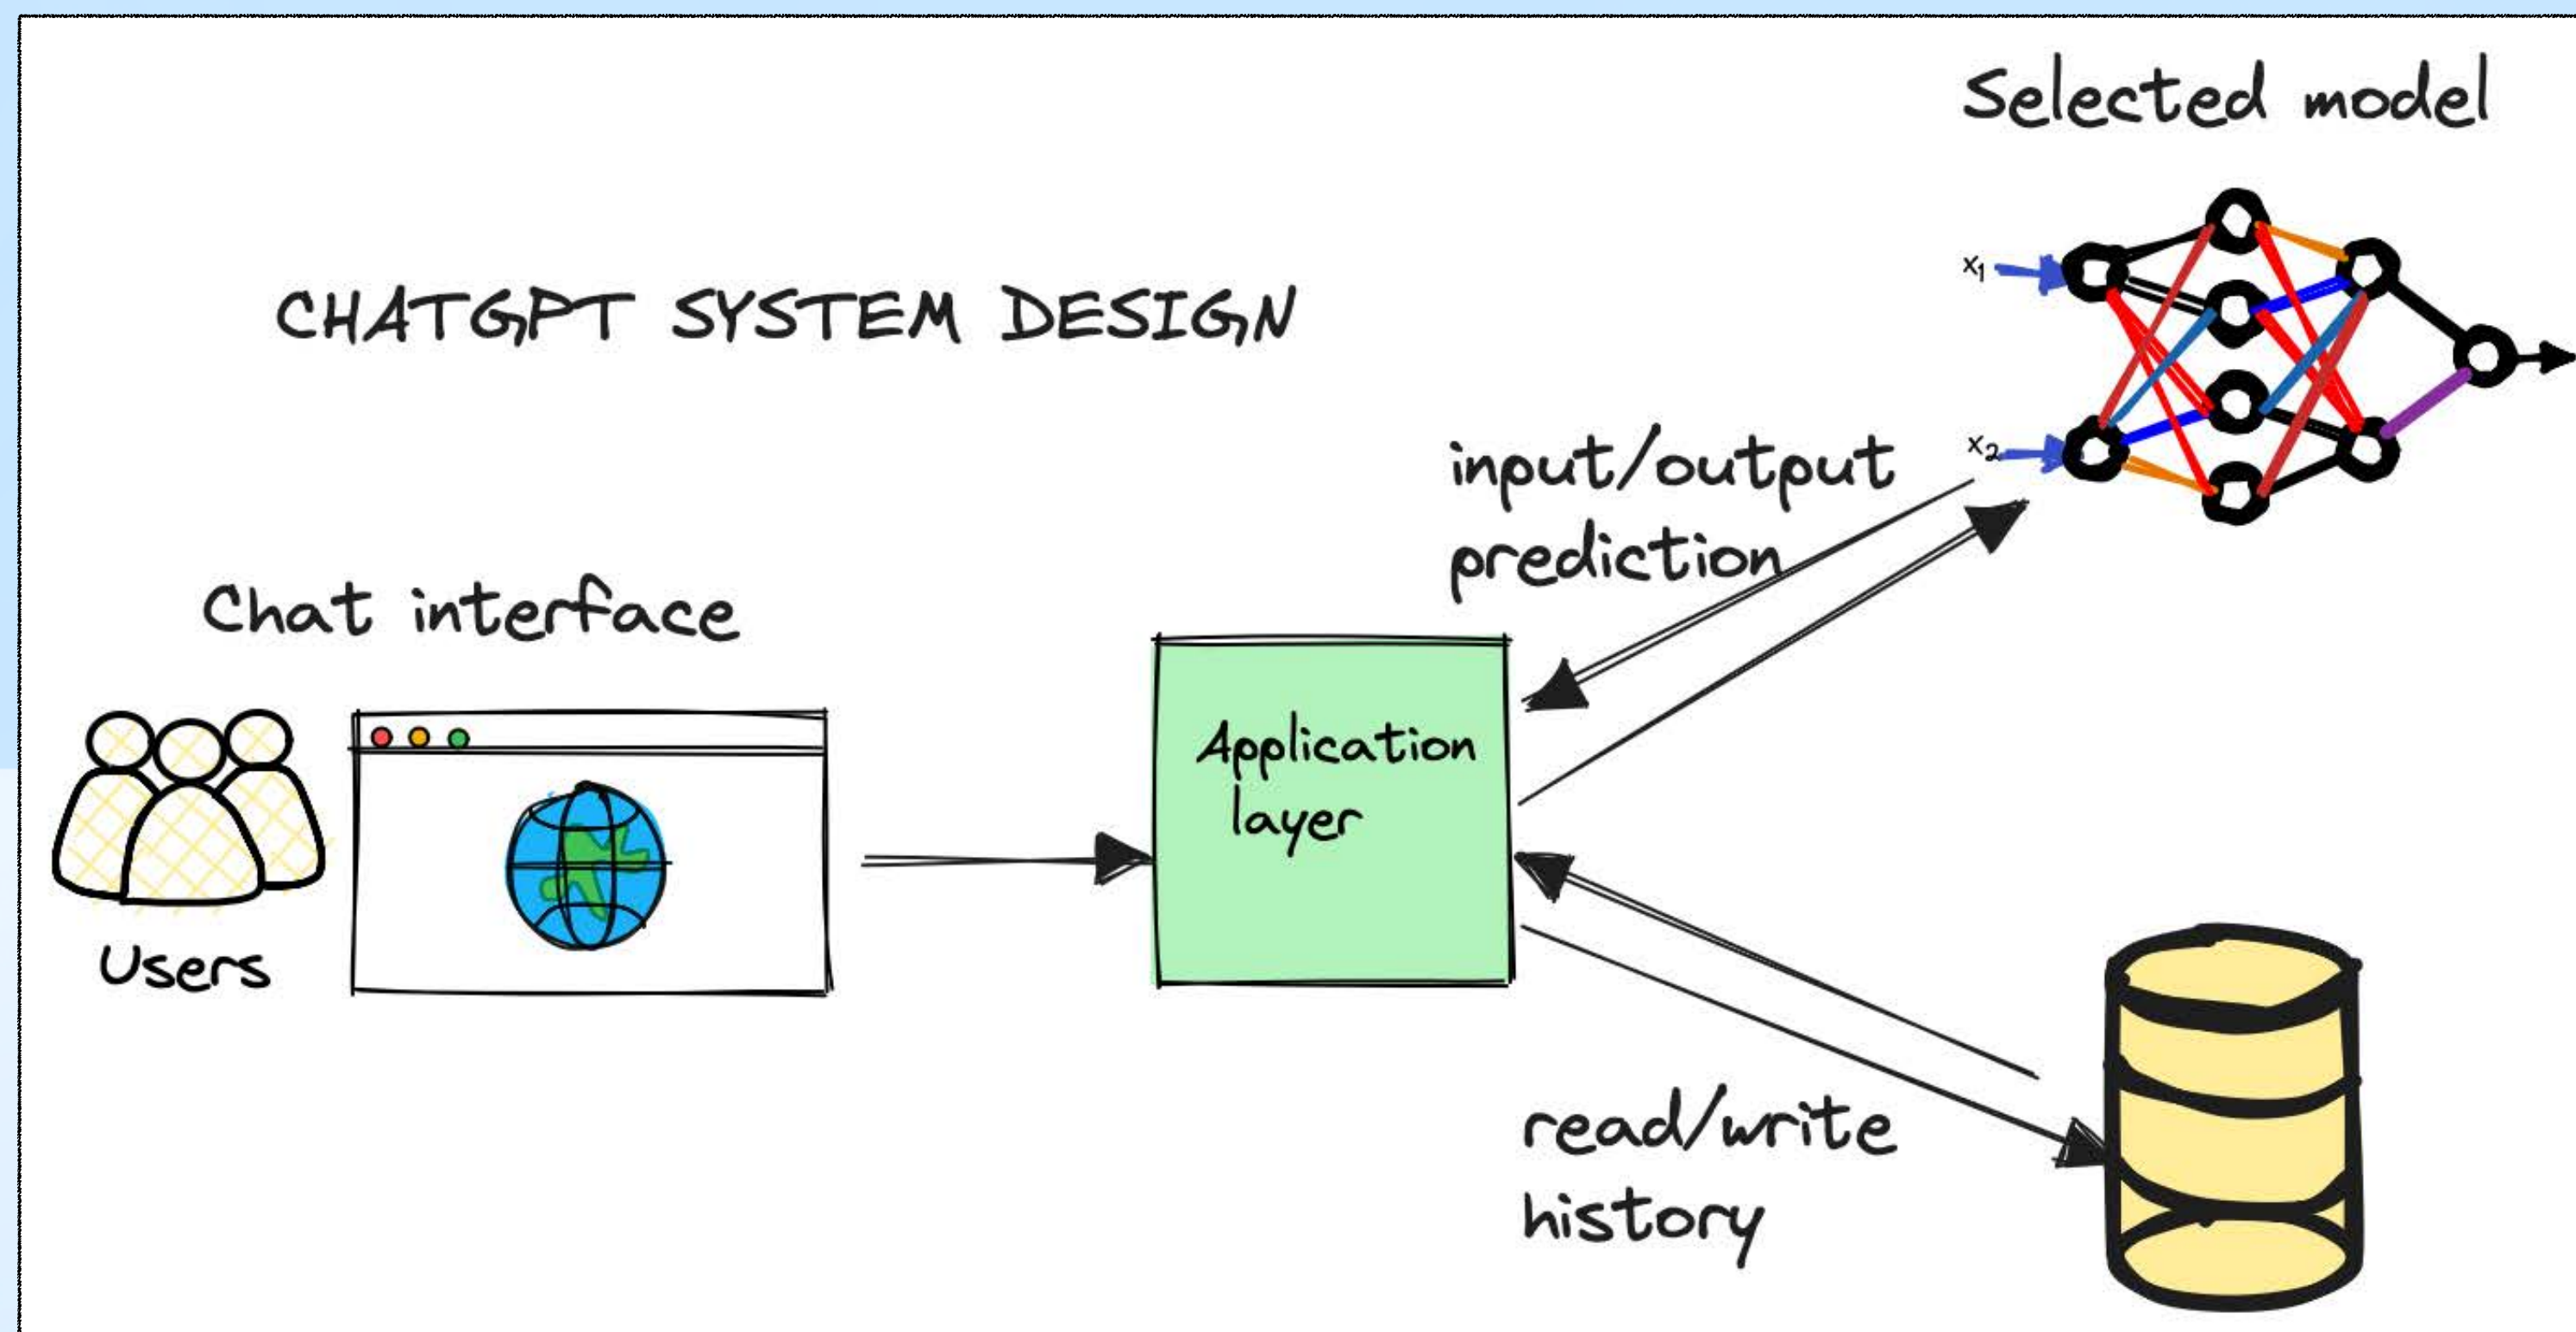 Selected model
CHATGPT SYSTEM DESIGN
x1
x2
input/output
prediction
Chat interface
Application
layer
Users
read/write
history